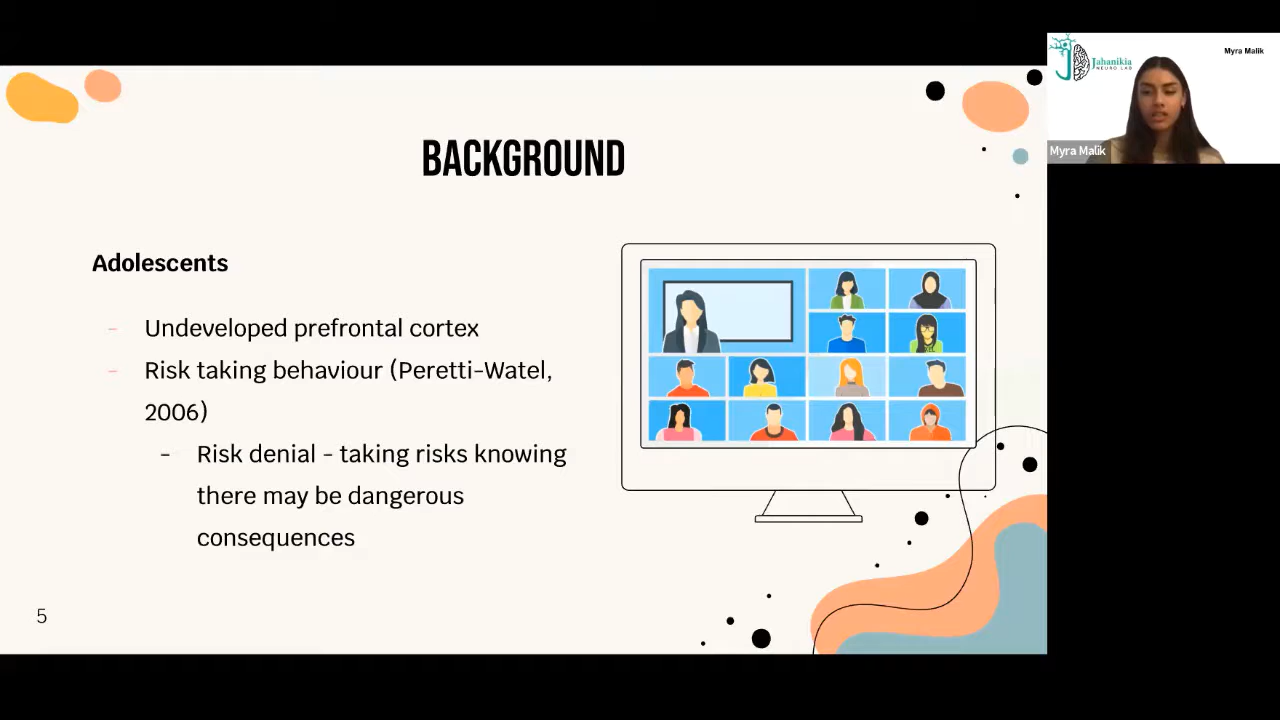 BACKGROUND
Adolescents
- Undeveloped prefrontal cortex
- Risk taking behaviour (Peretti-Watel,
2006)
- Risk denial - taking risks knowing
there may be dangerous
consequences
5
Jahanikia
NEURO LAB
Myra Malik
Myra Malik